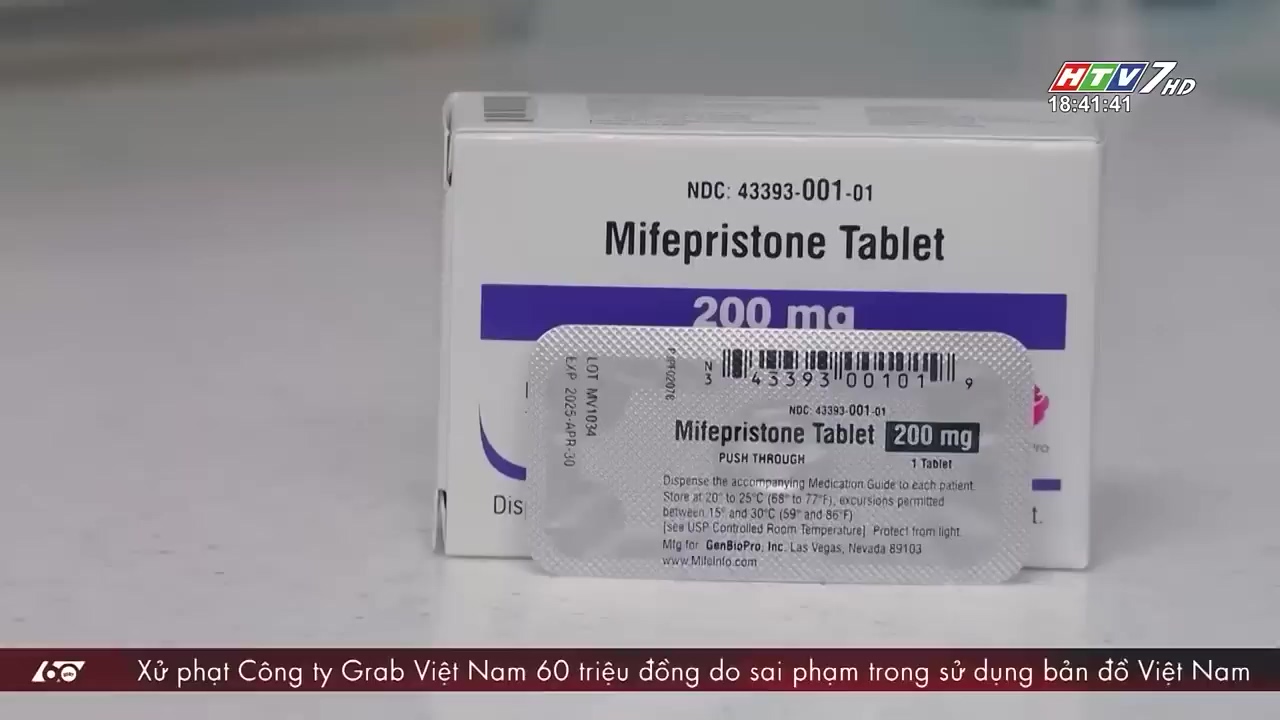 HTV7 HD
18:41:41
NDC: 43393-001-01
Mifepristone Tablet
200 mg
N
3
43393 00101
9
LOT MV1034
EXP 2025-APR-30
NDC: 43393-001-01
Mifepristone Tablet 200 mg
PUSH THROUGH
1 Tablet
Dispense the accompanying Medication Guide to each patient.
Store at 20° to 25°C (68° to 77°F), excursions permitted
between 15° and 30°C (59° and 86°F)
[see USP Controlled Room Temperature] Protect from light.
Mfg for GenBioPro, Inc. Las Vegas, Nevada 89103
www.MifeInfo.com
Dis
t.
60
Xử phạt Công ty Grab Việt Nam 60 triệu đồng do sai phạm trong sử dụng bản đồ Việt Nam